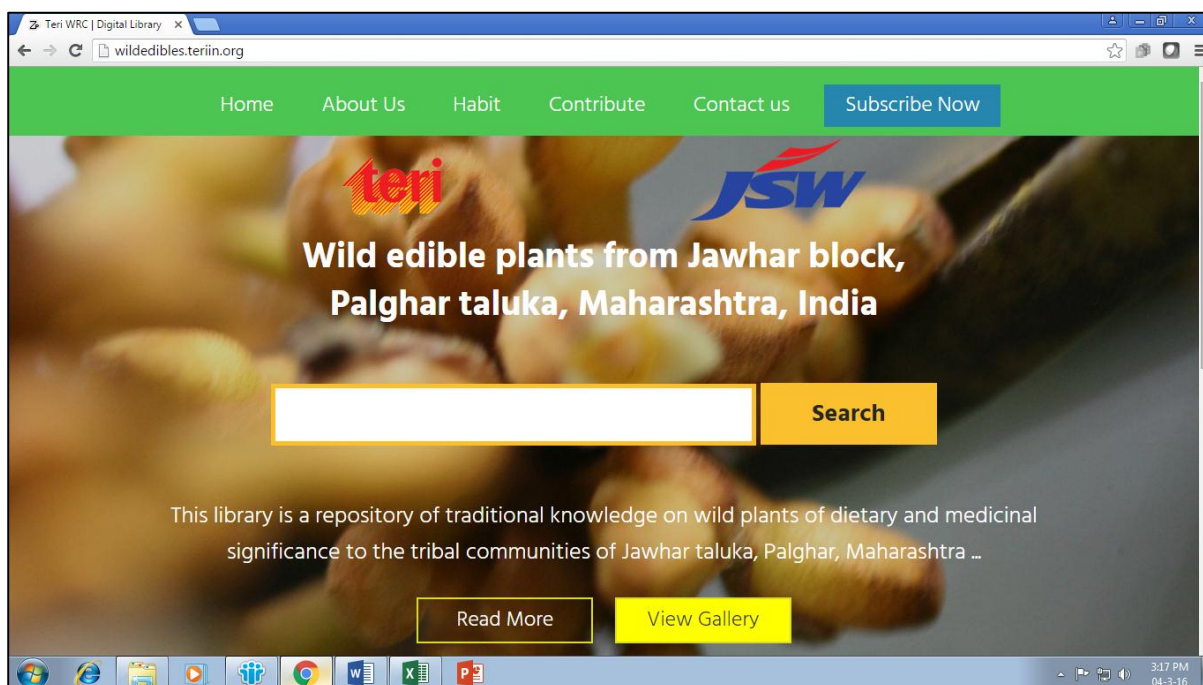 Teri WRC | Digital Library
wildedibles.teriin.org
Home About Us Habit Contribute Contact us Subscribe Now
teri JSW
Wild edible plants from Jawhar block,
Palghar taluka, Maharashtra, India
Search
This library is a repository of traditional knowledge on wild plants of dietary and medicinal
significance to the tribal communities of Jawhar taluka, Palghar, Maharashtra ...
Read More View Gallery
3:17 PM
04-3-16